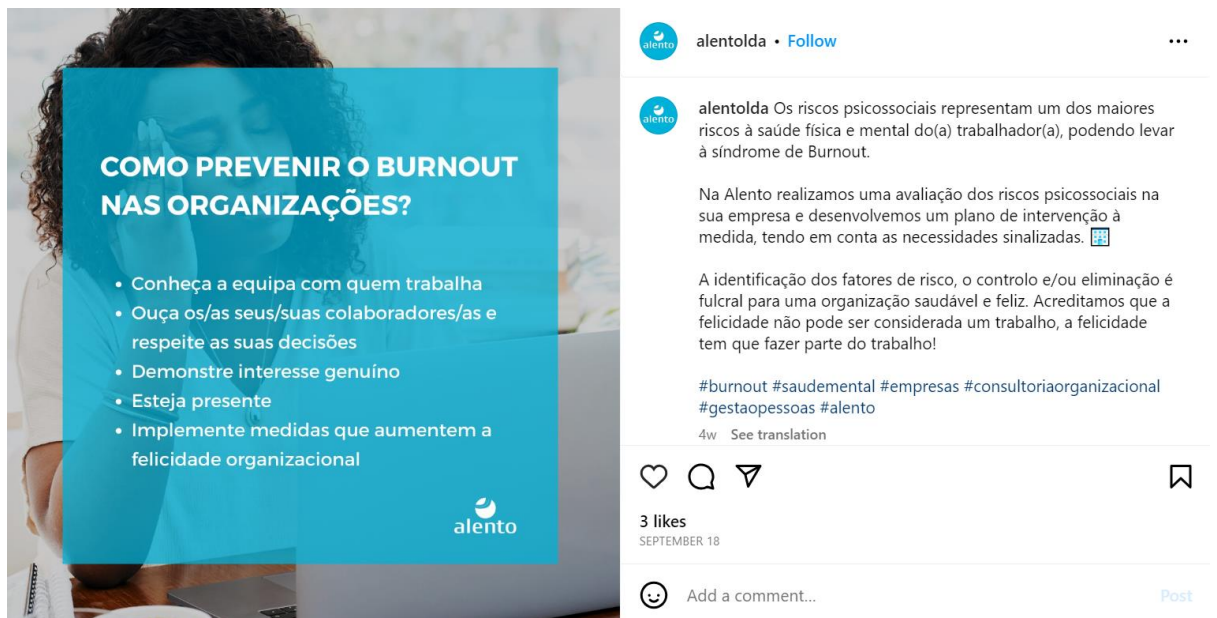 COMO PREVENIR O BURNOUT
NAS ORGANIZAÇÕES?
• Conheça a equipa com quem trabalha
• Ouça os/as seus/suas colaboradores/as e
respeite as suas decisões
• Demonstre interesse genuíno
• Esteja presente
• Implemente medidas que aumentem a
felicidade organizacional
alento
alento
alentolda • Follow
alento
alentolda Os riscos psicossociais representam um dos maiores
riscos à saúde física e mental do(a) trabalhador(a), podendo levar
à síndrome de Burnout.
Na Alento realizamos uma avaliação dos riscos psicossociais na
sua empresa e desenvolvemos um plano de intervenção à
medida, tendo em conta as necessidades sinalizadas. 🏢
A identificação dos fatores de risco, o controlo e/ou eliminação é
fulcral para uma organização saudável e feliz. Acreditamos que a
felicidade não pode ser considerada um trabalho, a felicidade
tem que fazer parte do trabalho!
#burnout #saudemental #empresas #consultoriaorganizacional
#gestaopessoas #alento
4w See translation
3 likes
SEPTEMBER 18
Add a comment...
Post